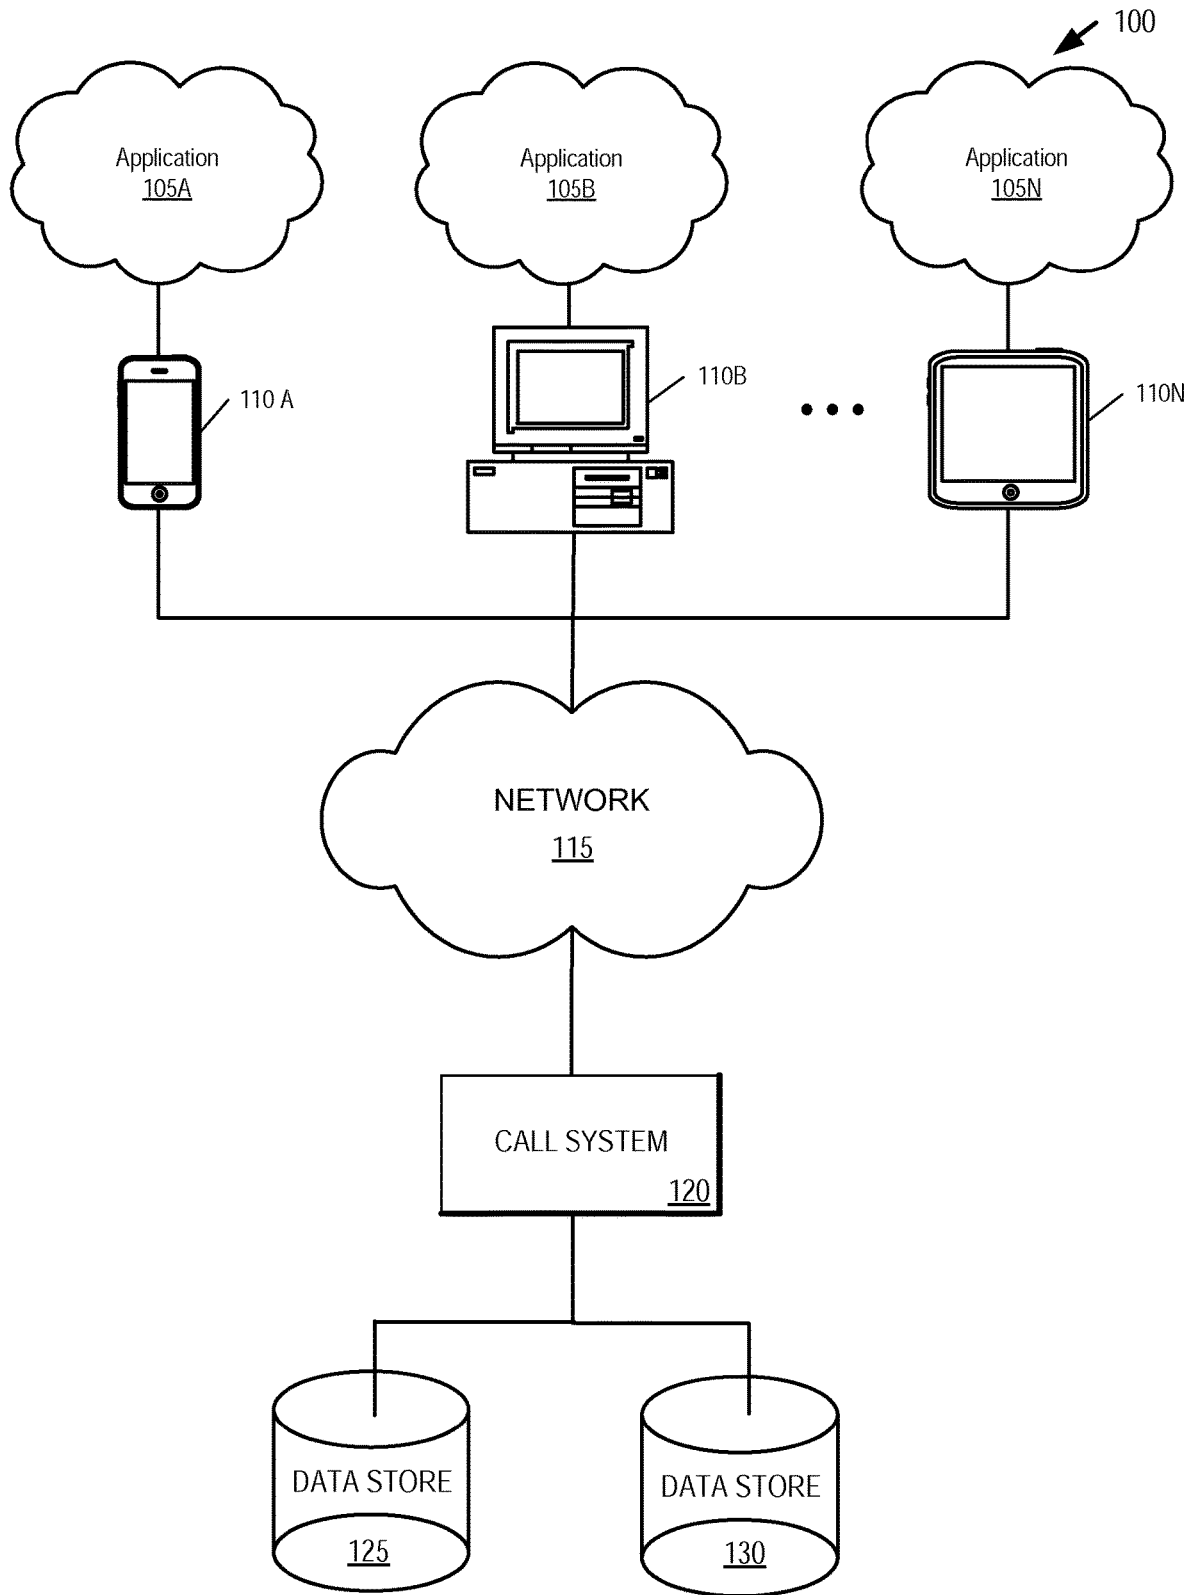 100
Application
105A
Application
105B
Application
105N
110 A
110B
110N
NETWORK
115
CALL SYSTEM
120
DATA STORE
125
DATA STORE
130